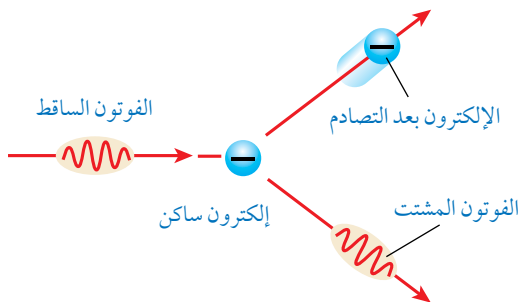 الفوتون الساقط
الإلكترون بعد التصادم
إلكترون ساكن
الفوتون المشتت